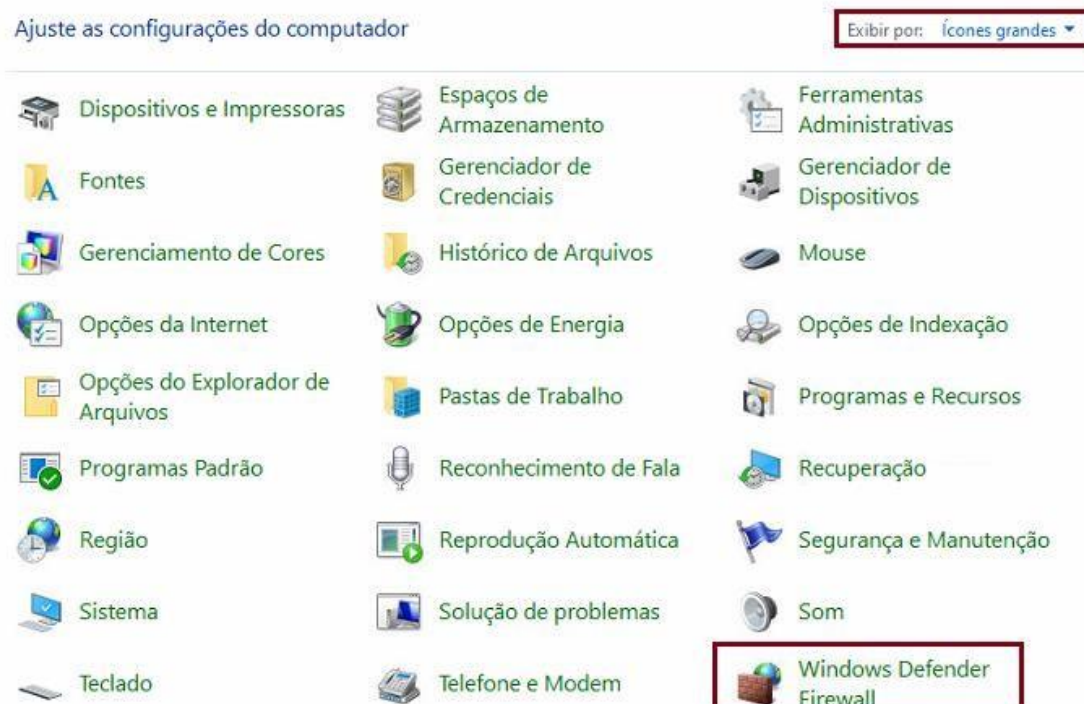 Ajuste as configurações do computador
Exibir por: Ícones grandes
Dispositivos e Impressoras
Espaços de
Armazenamento
Ferramentas
Administrativas
Fontes
Gerenciador de
Credenciais
Gerenciador de
Dispositivos
Gerenciamento de Cores
Histórico de Arquivos
Mouse
Opções da Internet
Opções de Energia
Opções de Indexação
Opções do Explorador de
Arquivos
Pastas de Trabalho
Programas e Recursos
Programas Padrão
Reconhecimento de Fala
Recuperação
Região
Reprodução Automática
Segurança e Manutenção
Sistema
Solução de problemas
Som
Teclado
Telefone e Modem
Windows Defender
Firewall